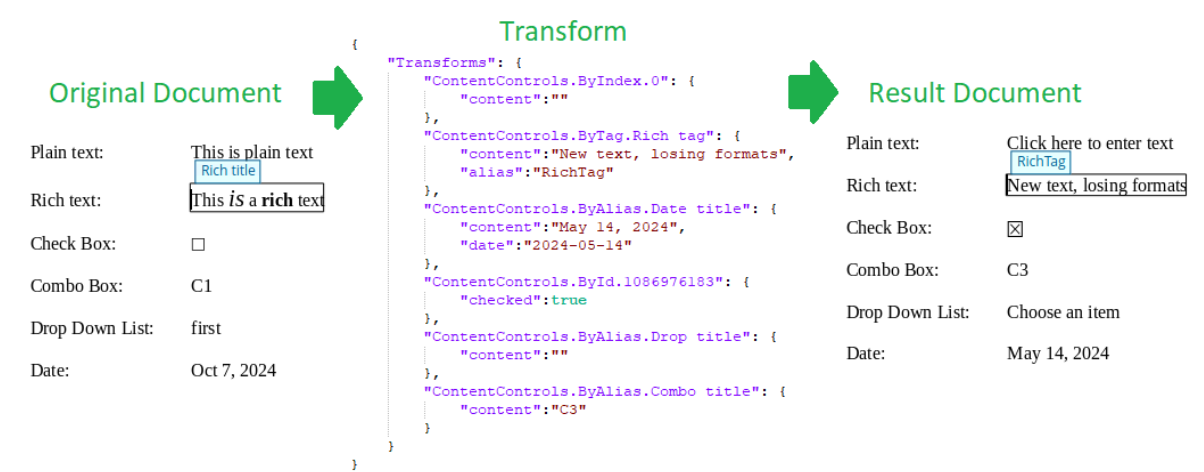 Original Document
Plain text: This is plain text
Rich title
Rich text: This is a rich text
Check Box: ☐
Combo Box: C1
Drop Down List: first
Date: Oct 7, 2024
Transform
{
"Transforms": {
"ContentControls.ByIndex.0": {
"content":""
},
"ContentControls.ByTag.Rich tag": {
"content":"New text, losing formats",
"alias":"RichTag"
},
"ContentControls.ByAlias.Date title": {
"content":"May 14, 2024",
"date":"2024-05-14"
},
"ContentControls.ById.1086976183": {
"checked":true
},
"ContentControls.ByAlias.Drop title": {
"content":""
},
"ContentControls.ByAlias.Combo title": {
"content":"C3"
}
}
}
Result Document
Plain text: Click here to enter text
RichTag
Rich text: New text, losing formats
Check Box: ☒
Combo Box: C3
Drop Down List: Choose an item
Date: May 14, 2024